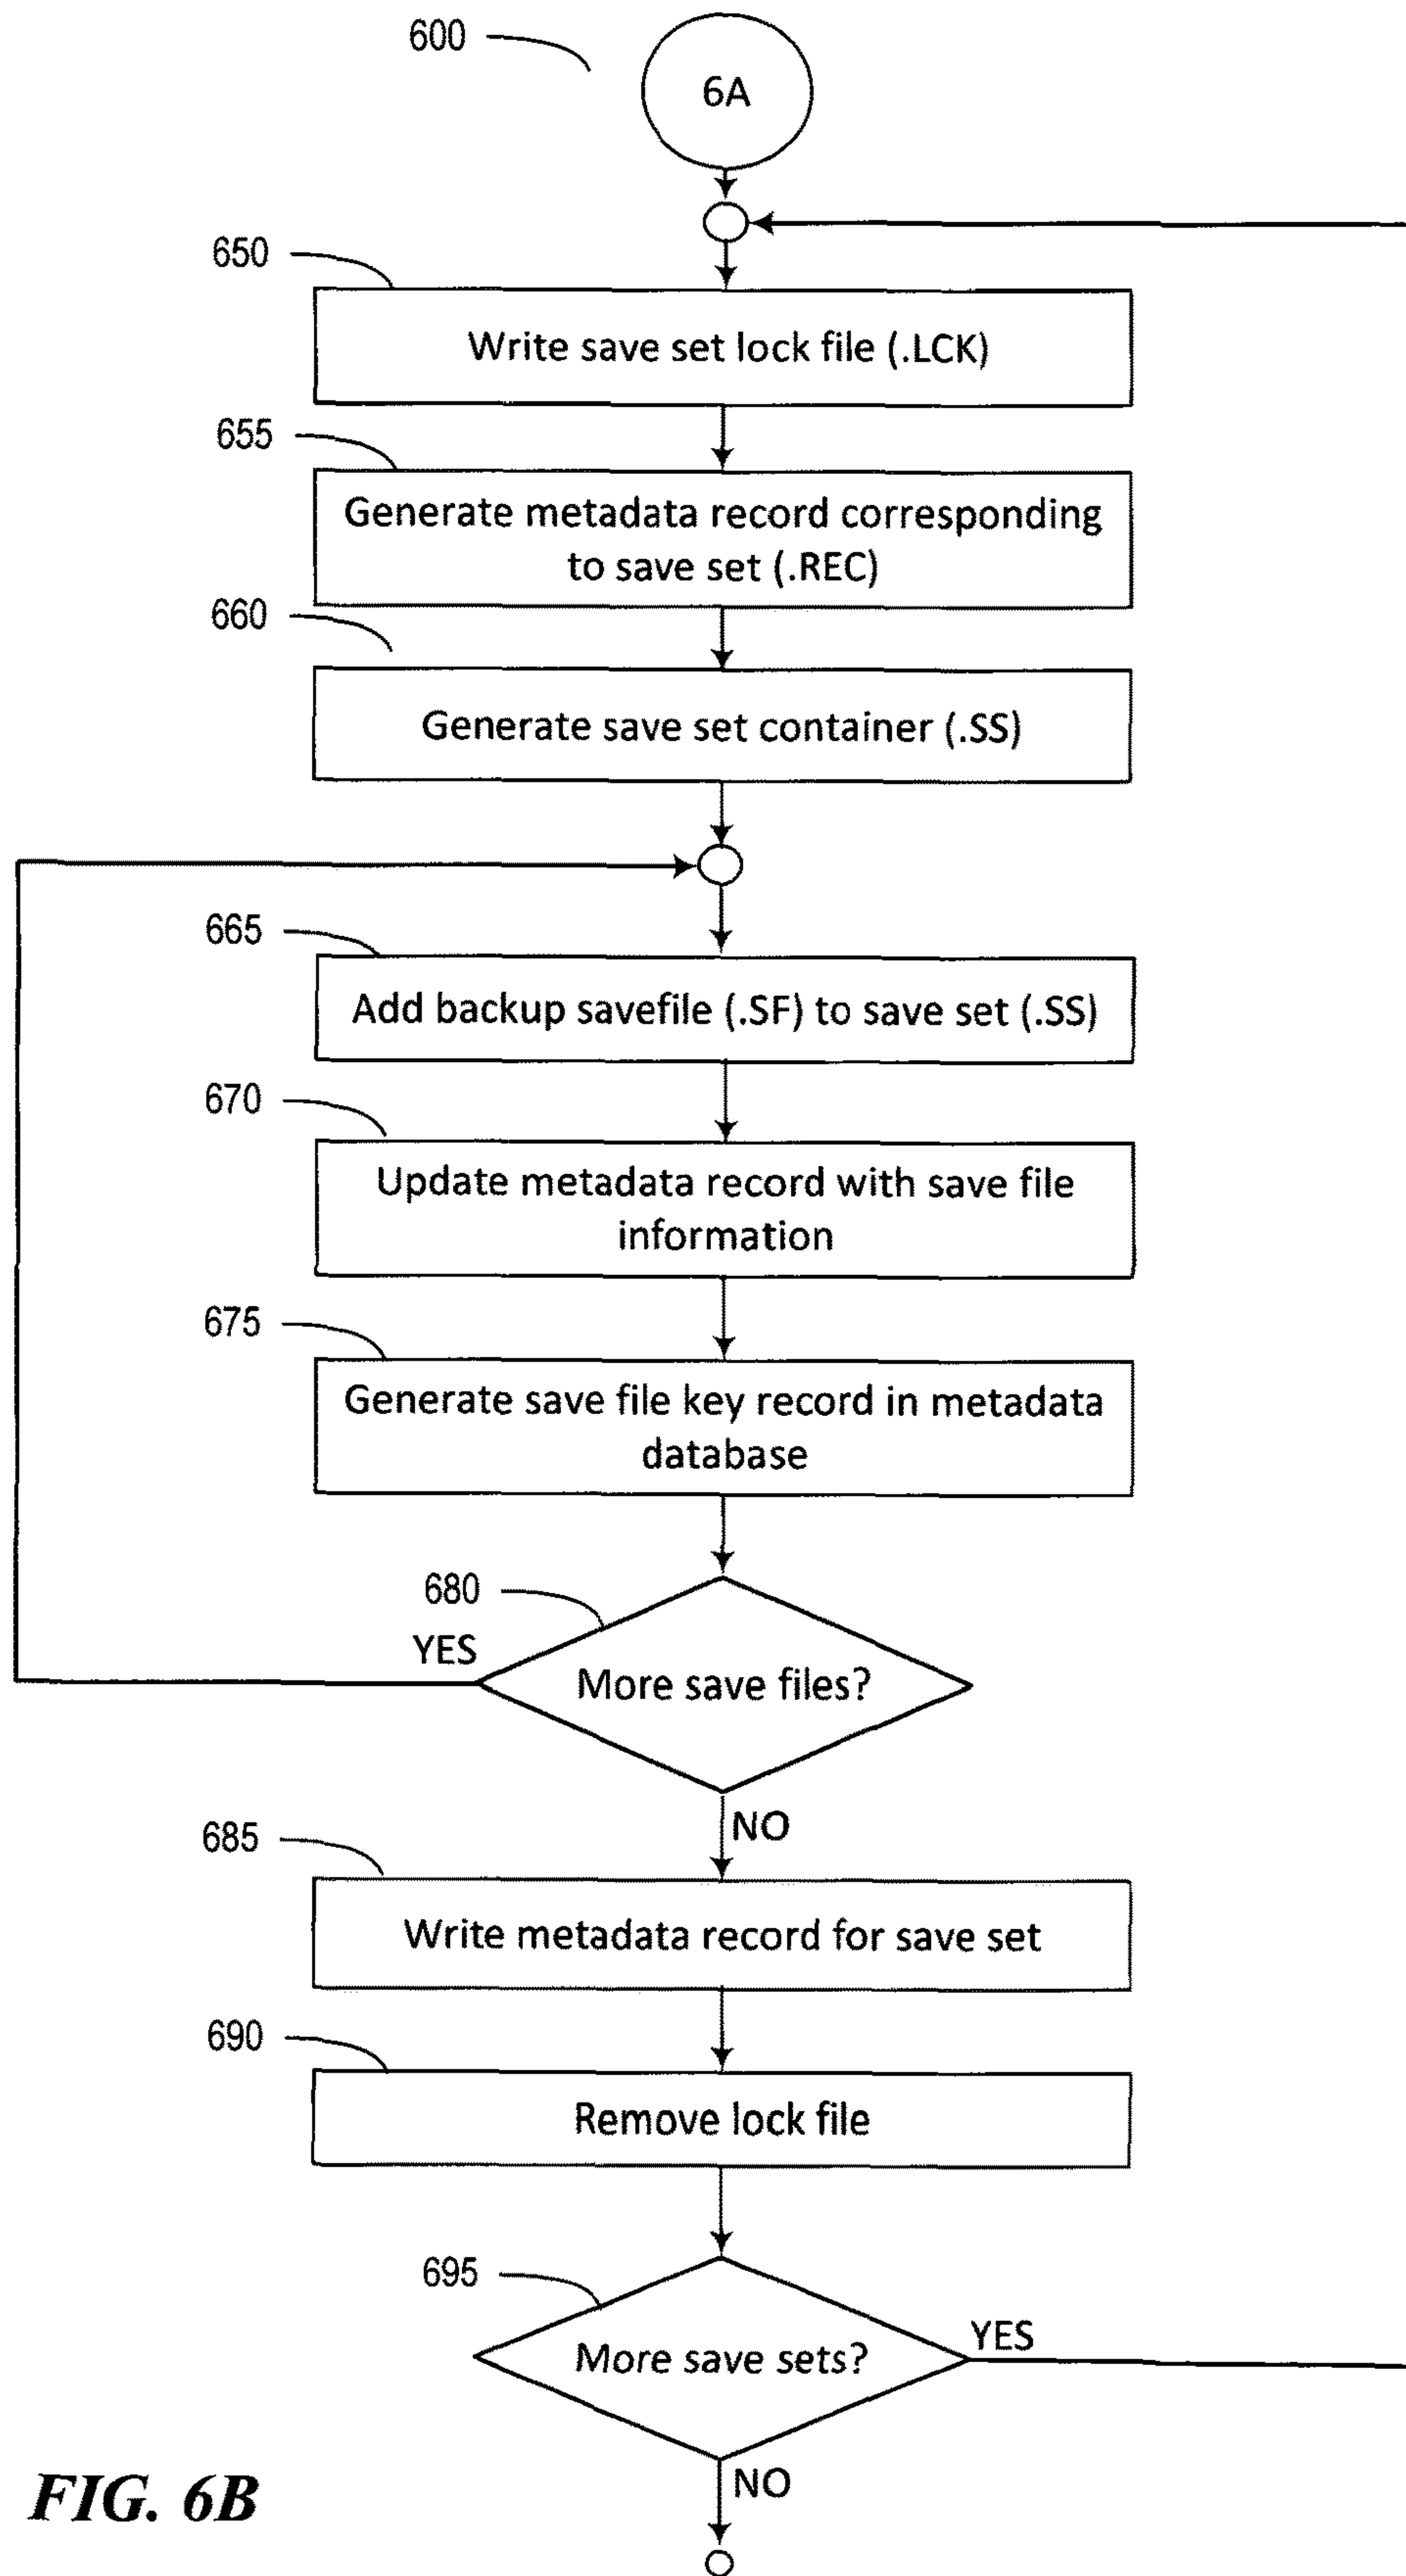 600
6A
650
Write save set lock file (.LCK)
655
Generate metadata record corresponding
to save set (.REC)
660
Generate save set container (.SS)
665
Add backup savefile (.SF) to save set (.SS)
670
Update metadata record with save file
information
675
Generate save file key record in metadata
database
680
YES
More save files?
NO
685
Write metadata record for save set
690
Remove lock file
695
YES
More save sets?
NO
FIG. 6B